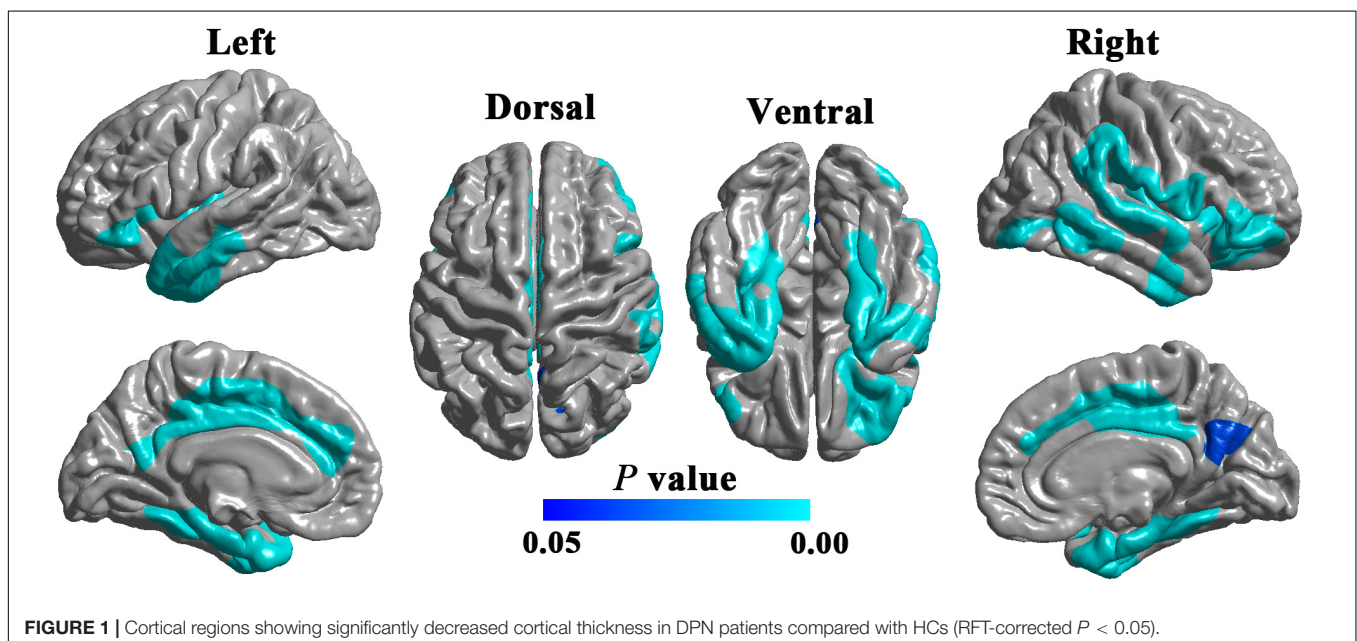 Left
Right
Dorsal
Ventral
P value
0.05
0.00
FIGURE 1 | Cortical regions showing significantly decreased cortical thickness in DPN patients compared with HCs (RFT-corrected P < 0.05).